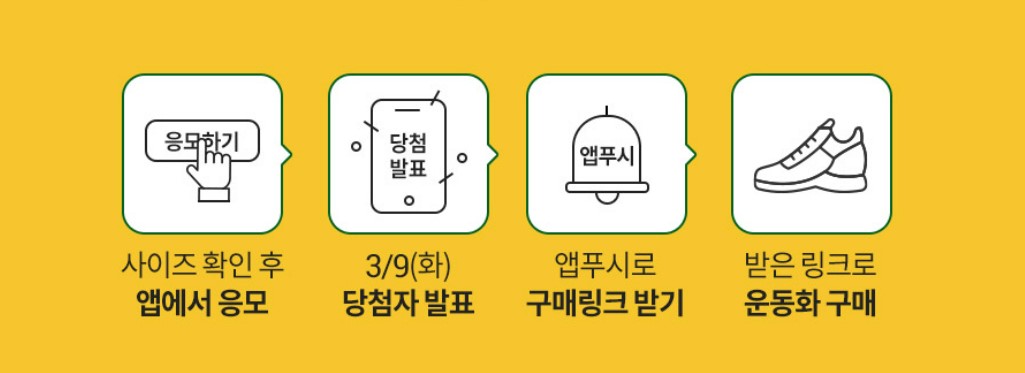 응모하기
당첨
발표
앱푸시
사이즈 확인 후
앱에서 응모
3/9(화)
당첨자 발표
앱푸시로
구매링크 받기
받은 링크로
운동화 구매